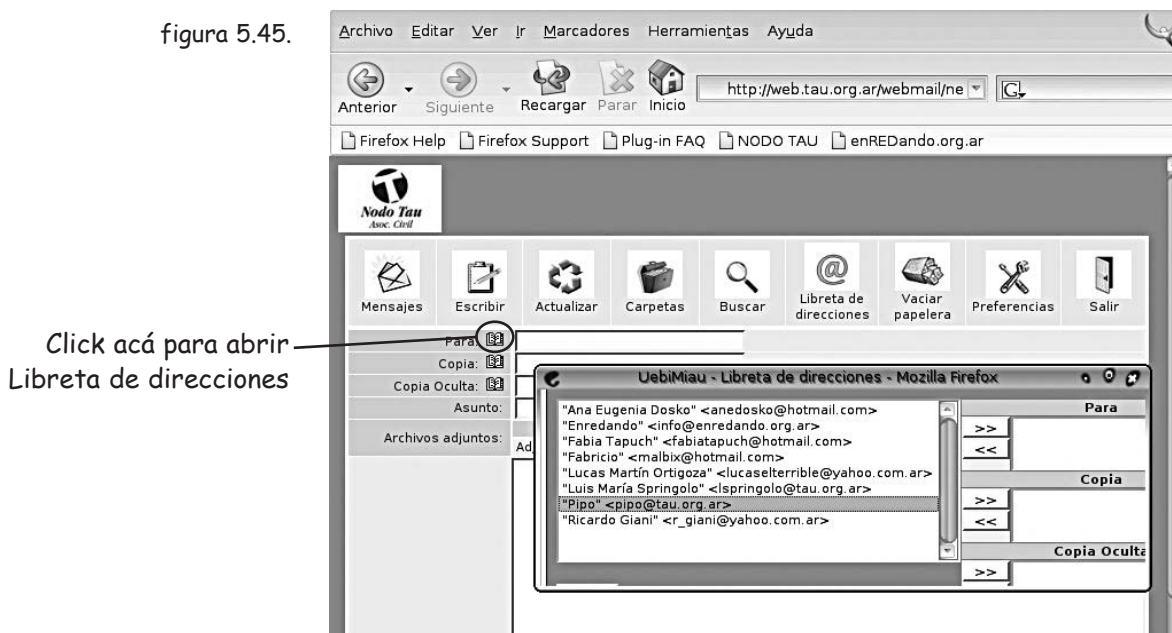 figura 5.45.
Archivo Editar Ver Ir Marcadores Herramientas Ayuda
Anterior Siguiente Recargar Parar Inicio
http://web.tau.org.ar/webmail/ne
G
Firefox Help Firefox Support Plug-in FAQ NODO TAU enREDando.org.ar
T
Nodo Tau
Asoc. Civil
Mensajes Escribir Actualizar Carpetas Buscar Libreta de direcciones Vaciar papelera Preferencias Salir
Click acá para abrir
Libreta de direcciones
Para:
Copia:
Copia Oculta:
Asunto:
Archivos adjuntos:
Ad
UebiMiau - Libreta de direcciones - Mozilla Firefox
"Ana Eugenia Dosko" <anedosko@hotmail.com>
"Enredando" <info@enredando.org.ar>
"Fabia Tapuch" <fabiatapuch@hotmail.com>
"Fabricio" <malbix@hotmail.com>
"Lucas Martín Ortigoza" <lucaselterrible@yahoo.com.ar>
"Luis María Springolo" <lspringolo@tau.org.ar>
"Pipo" <pipo@tau.org.ar>
"Ricardo Giani" <r_giani@yahoo.com.ar>
Para
>>
<<
Copia
>>
<<
Copia Oculta
>>